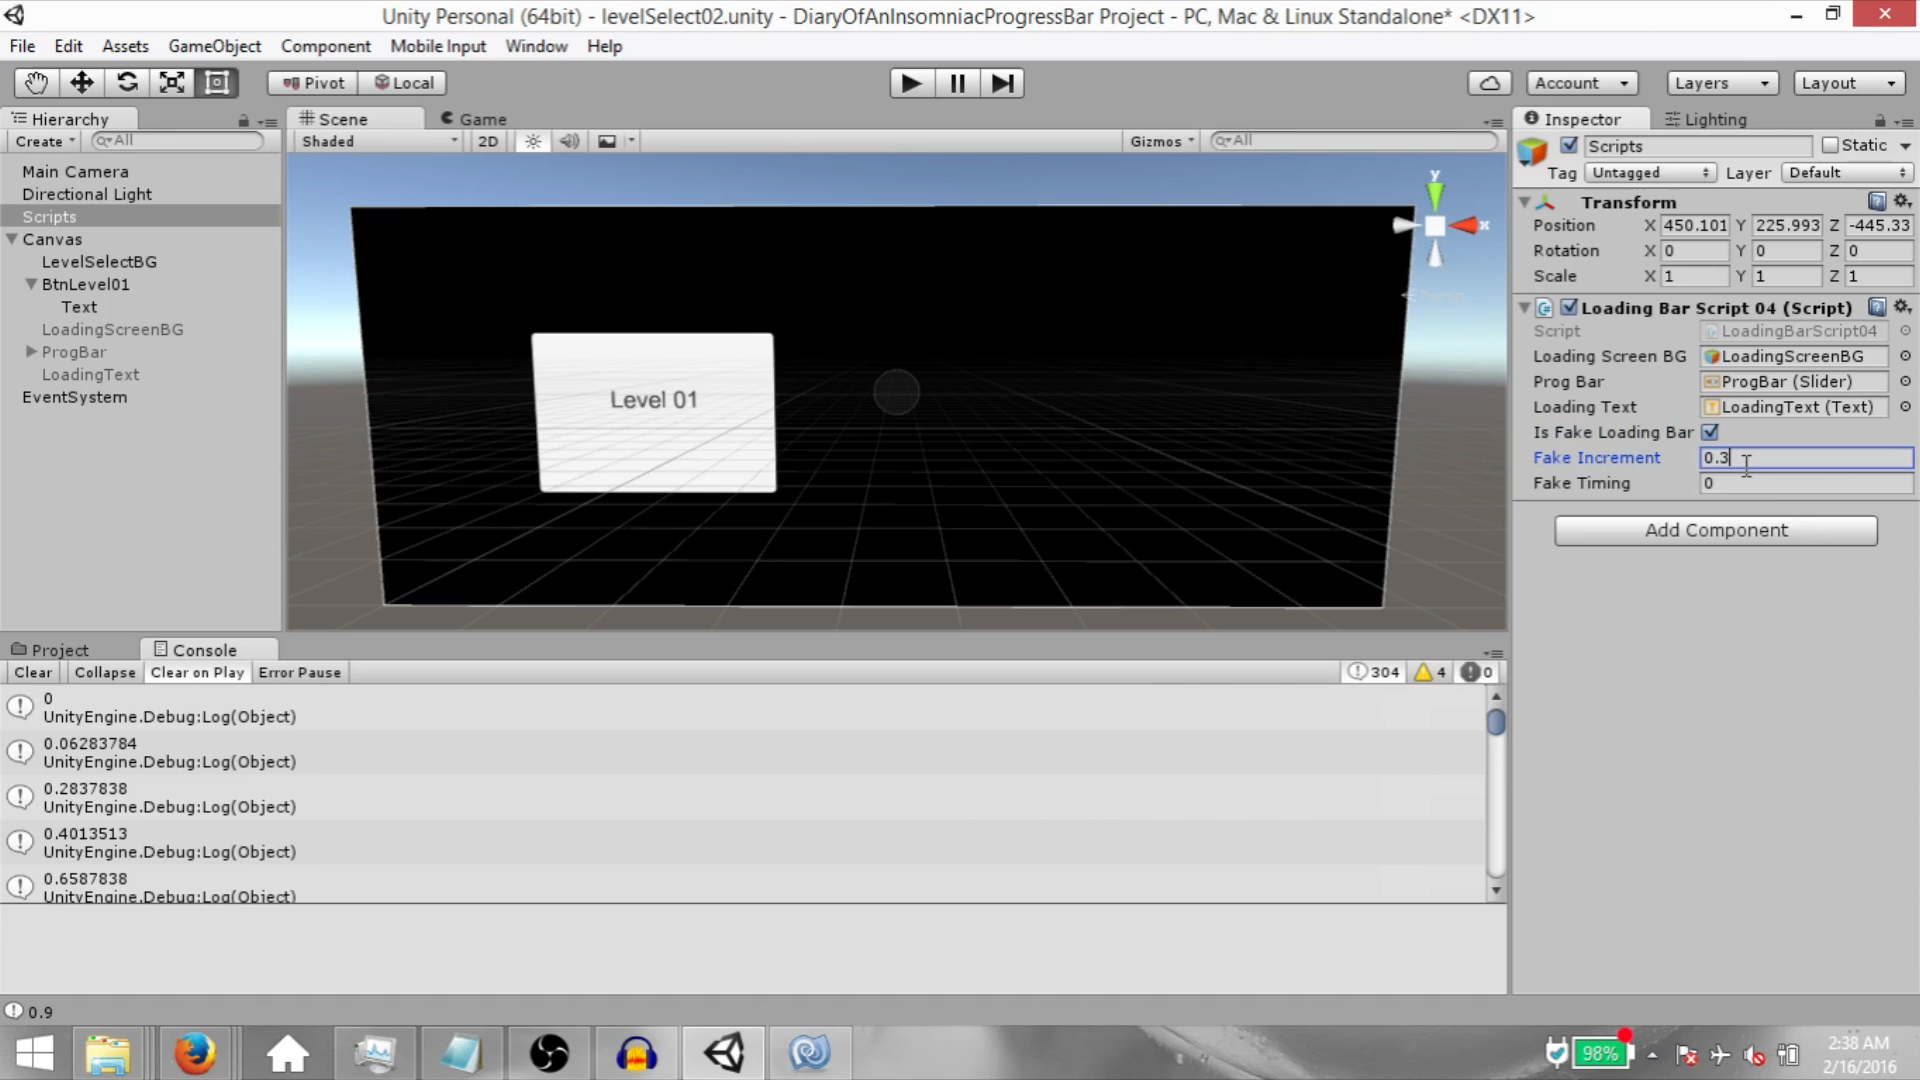 Unity Personal (64bit) - levelSelect02.unity - DiaryOfAnInsomniacProgressBar Project - PC, Mac & Linux Standalone* <DX11>
File Edit Assets GameObject Component Mobile Input Window Help
Pivot Local Account Layers Layout
Hierarchy Scene Game Inspector Lighting
Create All Shaded 2D Gizmos All
Scripts Static
Main Camera
Tag Untagged Layer Default
Directional Light
Scripts
Canvas
LevelSelectBG
BtnLevel01
Text
LoadingScreenBG
ProgBar
LoadingText
EventSystem
y
x
Level 01
Transform
Position X 450.101 Y 225.993 Z -445.33
Rotation X 0 Y 0 Z 0
Scale X 1 Y 1 Z 1
Loading Bar Script 04 (Script)
Script LoadingBarScript04
Loading Screen BG LoadingScreenBG
Prog Bar ProgBar (Slider)
Loading Text LoadingText (Text)
Is Fake Loading Bar
Fake Increment 0.3
Fake Timing 0
Add Component
Project Console
Clear Collapse Clear on Play Error Pause 304 4 0
0
UnityEngine.Debug:Log(Object)
0.06283784
UnityEngine.Debug:Log(Object)
0.2837838
UnityEngine.Debug:Log(Object)
0.4013513
UnityEngine.Debug:Log(Object)
0.6587838
UnityEngine.Debug:Log(Object)
0.9
98%
2:38 AM
2/16/2016